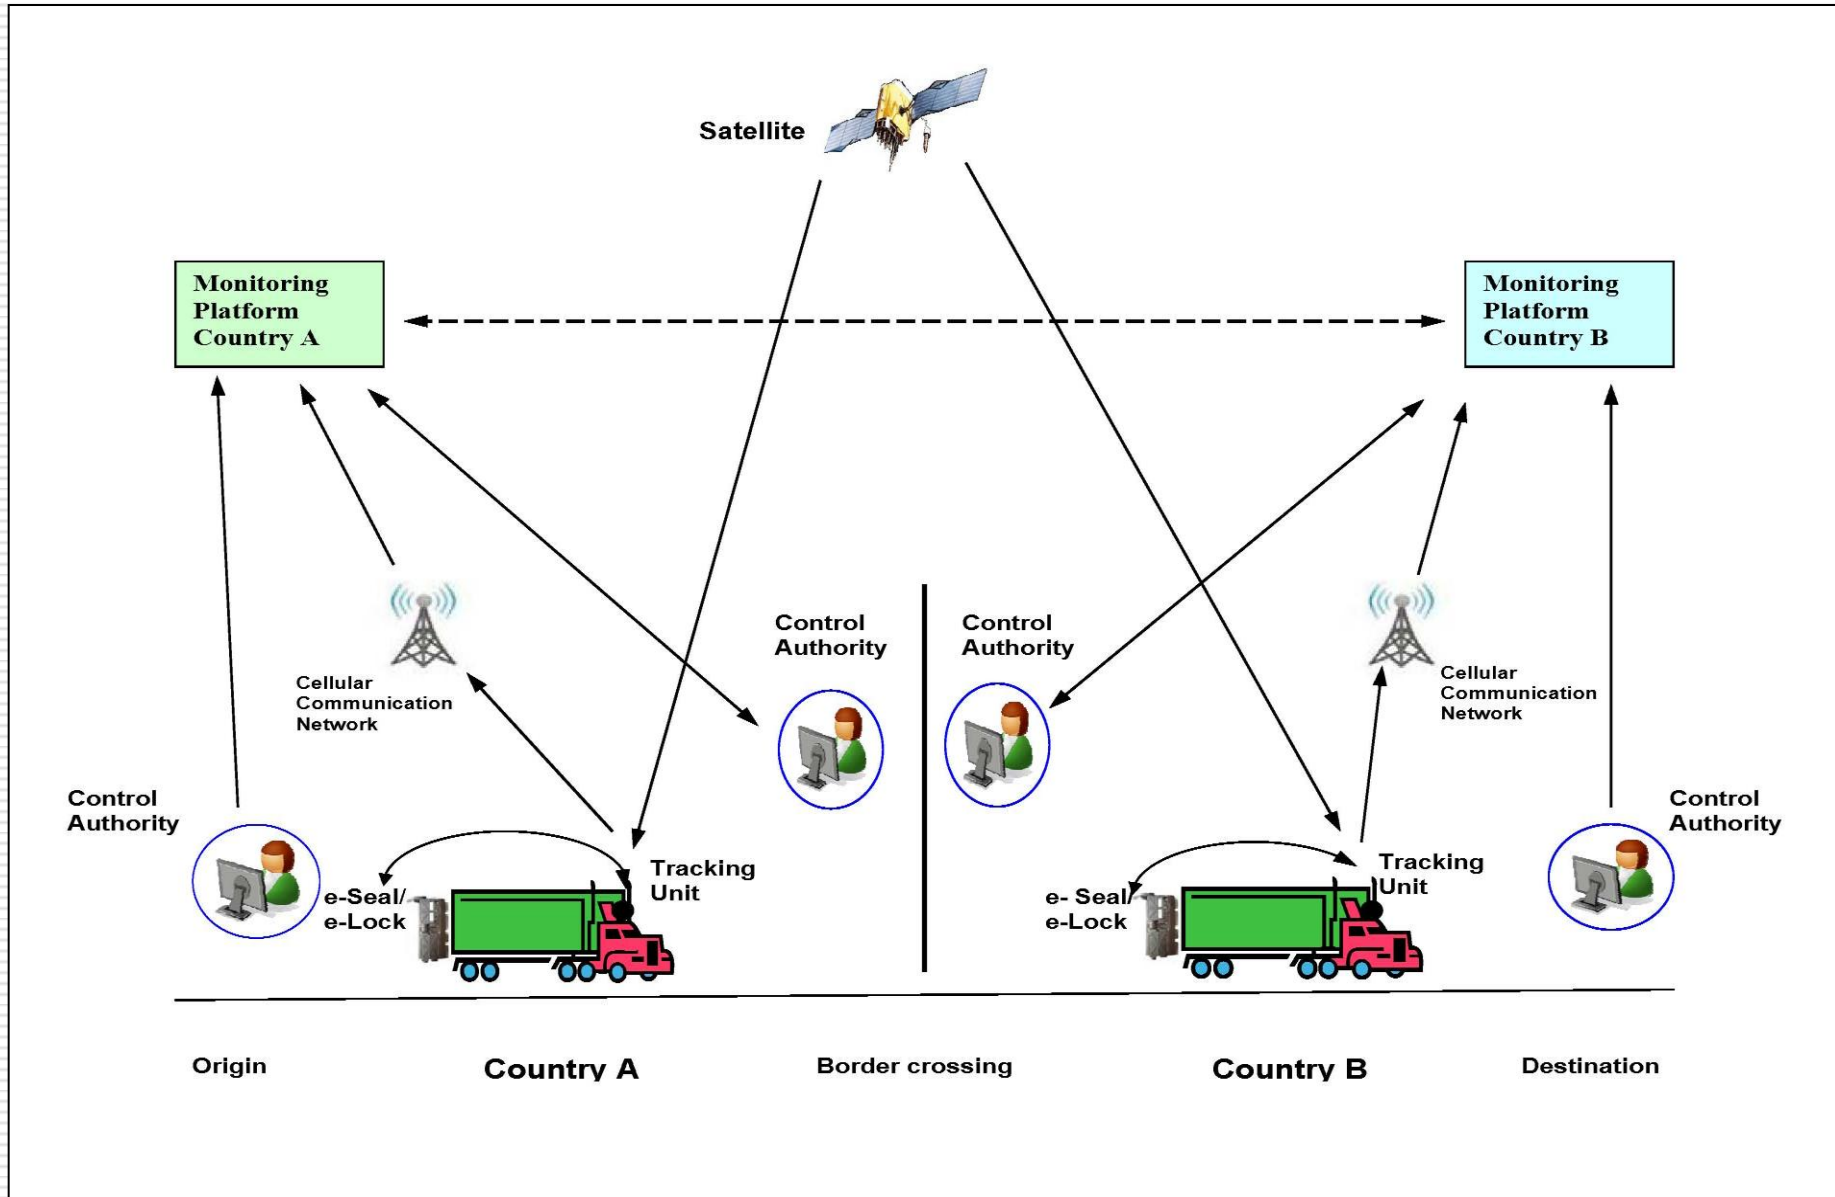 Satellite
Monitoring
Platform
Country A
Monitoring
Platform
Country B
Control
Authority
Control
Authority
Cellular
Communication
Network
Cellular
Communication
Network
Control
Authority
Control
Authority
e-Seal/
e-Lock
Tracking
Unit
e- Seal/
e-Lock
Tracking
Unit
Origin
Country A
Border crossing
Country B
Destination